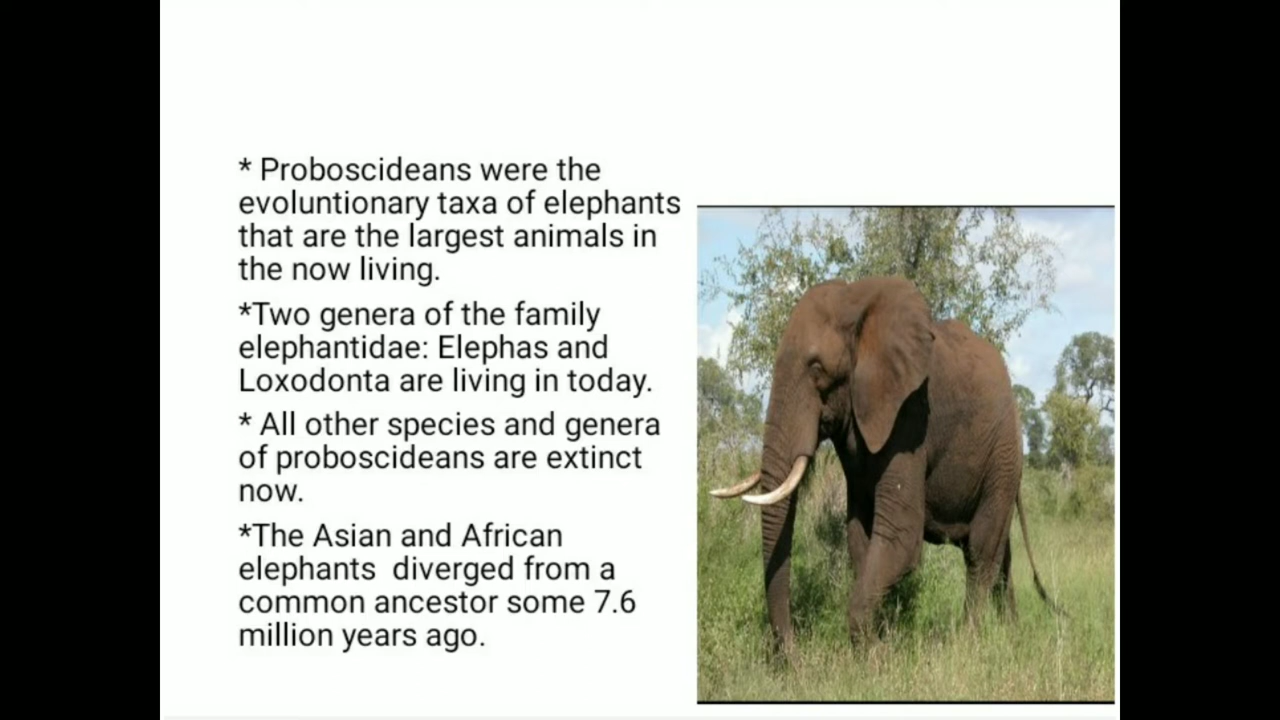 * Proboscideans were the
evoluntionary taxa of elephants
that are the largest animals in
the now living.
*Two genera of the family
elephantidae: Elephas and
Loxodonta are living in today.
* All other species and genera
of proboscideans are extinct
now.
*The Asian and African
elephants  diverged from a
common ancestor some 7.6
million years ago.